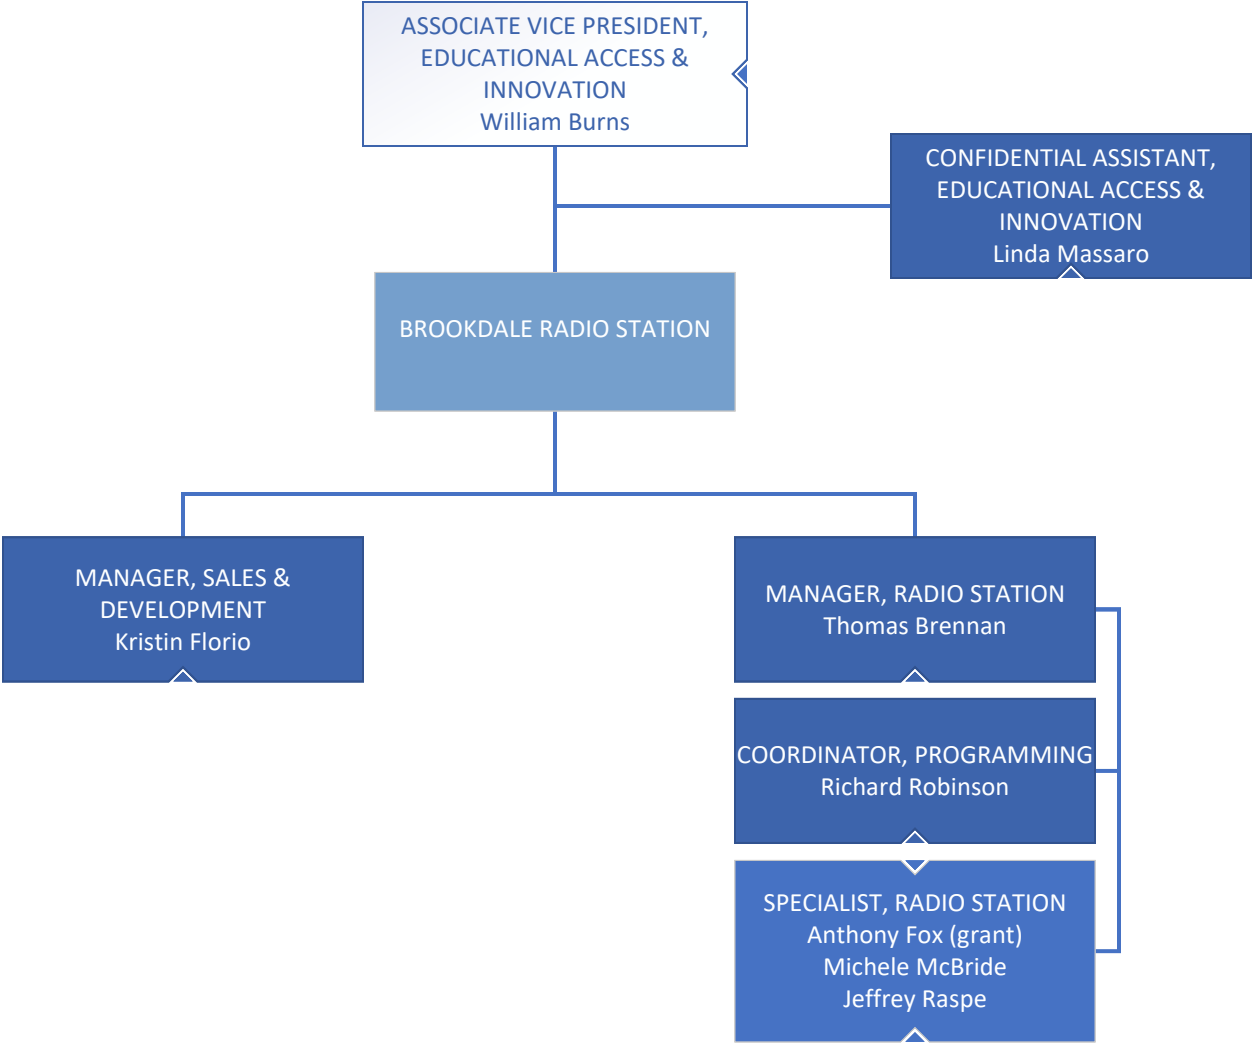 ASSOCIATE VICE PRESIDENT,
EDUCATIONAL ACCESS &
INNOVATION
William Burns
CONFIDENTIAL ASSISTANT,
EDUCATIONAL ACCESS &
INNOVATION
Linda Massaro
BROOKDALE RADIO STATION
MANAGER, SALES &
DEVELOPMENT
Kristin Florio
MANAGER, RADIO STATION
Thomas Brennan
COORDINATOR, PROGRAMMING
Richard Robinson
SPECIALIST, RADIO STATION
Anthony Fox (grant)
Michele McBride
Jeffrey Raspe